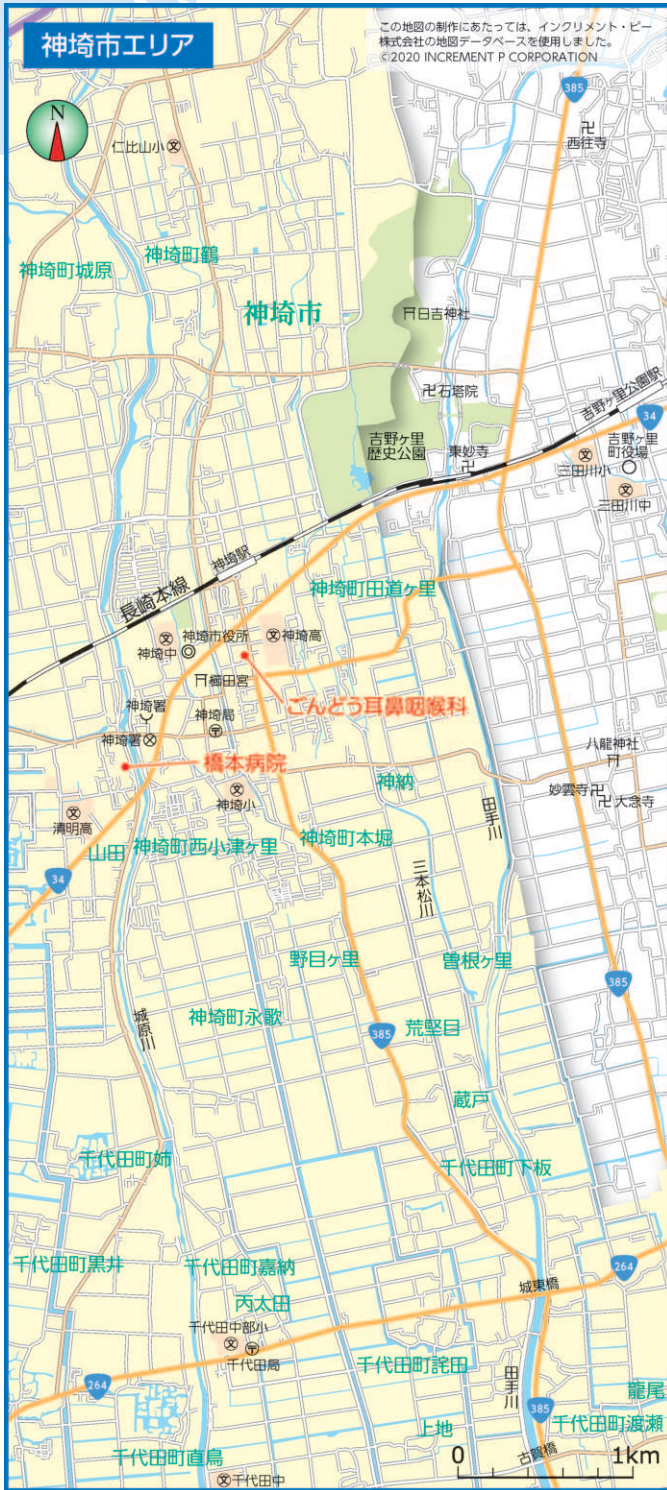 神埼市エリア
この地図の制作にあたっては、インクリメント・ピー
株式会社の地図データベースを使用しました。
©2020 INCREMENT P CORPORATION
N
385
仁比山小
文
卍
西往寺
神埼町鶴
神埼町城原
神埼市
日吉神社
卍石塔院
吉野ヶ里公園駅
34
吉野ヶ里
歴史公園
東妙寺
卍
文
三田川小
吉野ヶ里
町役場
文
三田川中
神埼駅
長崎本線
神埼町田道ヶ里
文
神埼中
神埼市役所
文
神埼高
櫛田宮
ごんどう耳鼻咽喉科
神埼署
神埼局
神埼署
橋本病院
八龍神社
文
神埼小
神納
妙雲寺卍
卍大念寺
田手川
文
清明高
山田
神埼町西小津ヶ里
神埼町本堀
34
三本松川
野目ヶ里
曽根ヶ里
385
城原川
神埼町永歌
385
荒堅目
蔵戸
千代田町姉
千代田町下板
千代田町黒井
千代田町嘉納
264
丙太田
城東橋
千代田中部小
文
千代田局
千代田町詫田
264
田手川
龍尾
385
上地
千代田町渡瀬
千代田町直鳥
古賀橋
0
1km
文千代田中